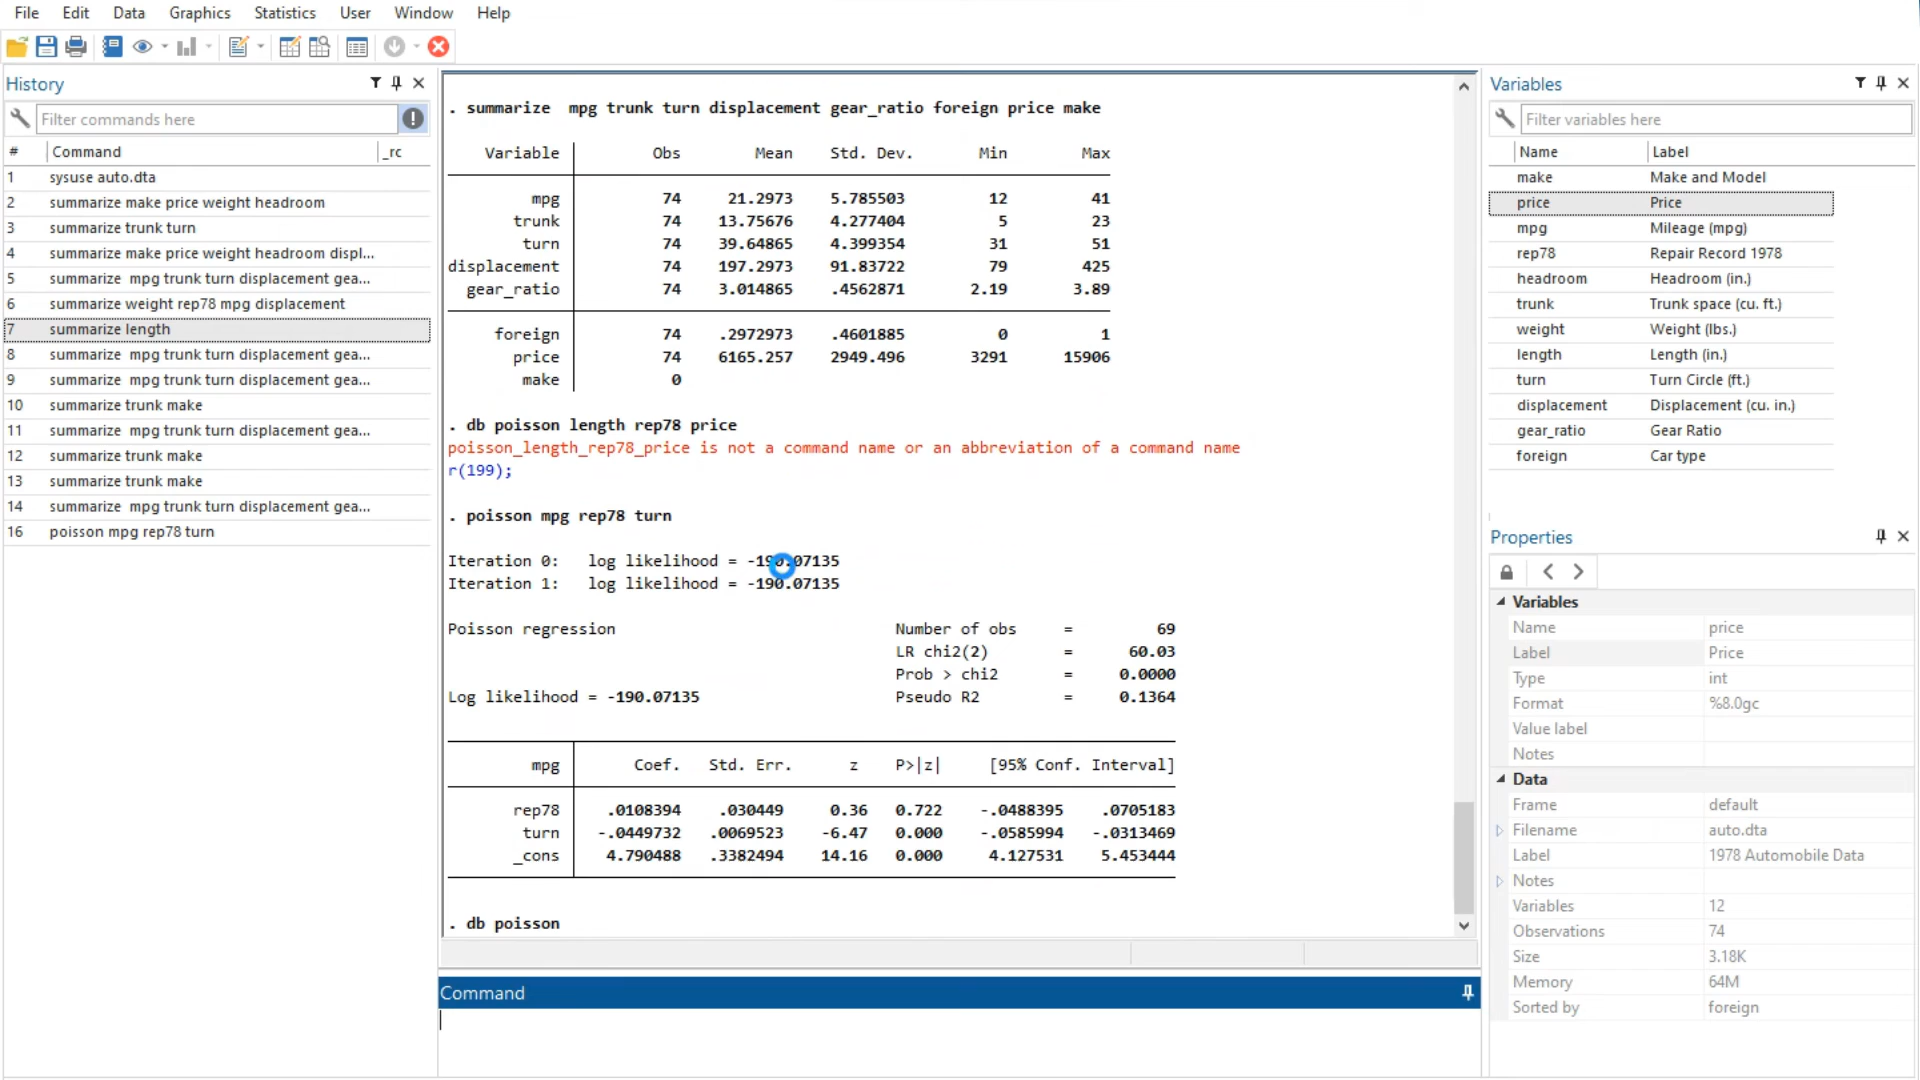 File Edit Data Graphics Statistics User Window Help
History
Filter commands here
# Command _rc
1 sysuse auto.dta
2 summarize make price weight headroom
3 summarize trunk turn
4 summarize make price weight headroom displ...
5 summarize mpg trunk turn displacement gea...
6 summarize weight rep78 mpg displacement
7 summarize length
8 summarize mpg trunk turn displacement gea...
9 summarize mpg trunk turn displacement gea...
10 summarize trunk make
11 summarize mpg trunk turn displacement gea...
12 summarize trunk make
13 summarize trunk make
14 summarize mpg trunk turn displacement gea...
16 poisson mpg rep78 turn
. summarize  mpg trunk turn displacement gear_ratio foreign price make
Variable Obs Mean Std. Dev. Min Max
mpg 74 21.2973 5.785503 12 41
trunk 74 13.75676 4.277404 5 23
turn 74 39.64865 4.399354 31 51
displacement 74 197.2973 91.83722 79 425
gear_ratio 74 3.014865 .4562871 2.19 3.89
foreign 74 .2972973 .4601885 0 1
price 74 6165.257 2949.496 3291 15906
make 0
. db poisson length rep78 price
poisson_length_rep78_price is not a command name or an abbreviation of a command name
r(199);
. poisson mpg rep78 turn
Iteration 0: log likelihood = -190.07135
Iteration 1: log likelihood = -190.07135
Poisson regression Number of obs = 69
LR chi2(2) = 60.03
Prob > chi2 = 0.0000
Log likelihood = -190.07135 Pseudo R2 = 0.1364
mpg Coef. Std. Err. z P>|z| [95% Conf. Interval]
rep78 .0108394 .030449 0.36 0.722 -.0488395 .0705183
turn -.0449732 .0069523 -6.47 0.000 -.0585994 -.0313469
_cons 4.790488 .3382494 14.16 0.000 4.127531 5.453444
. db poisson
Command
Variables
Filter variables here
Name Label
make Make and Model
price Price
mpg Mileage (mpg)
rep78 Repair Record 1978
headroom Headroom (in.)
trunk Trunk space (cu. ft.)
weight Weight (lbs.)
length Length (in.)
turn Turn Circle (ft.)
displacement Displacement (cu. in.)
gear_ratio Gear Ratio
foreign Car type
Properties
Variables
Name price
Label Price
Type int
Format %8.0gc
Value label
Notes
Data
Frame default
Filename auto.dta
Label 1978 Automobile Data
Notes
Variables 12
Observations 74
Size 3.18K
Memory 64M
Sorted by foreign